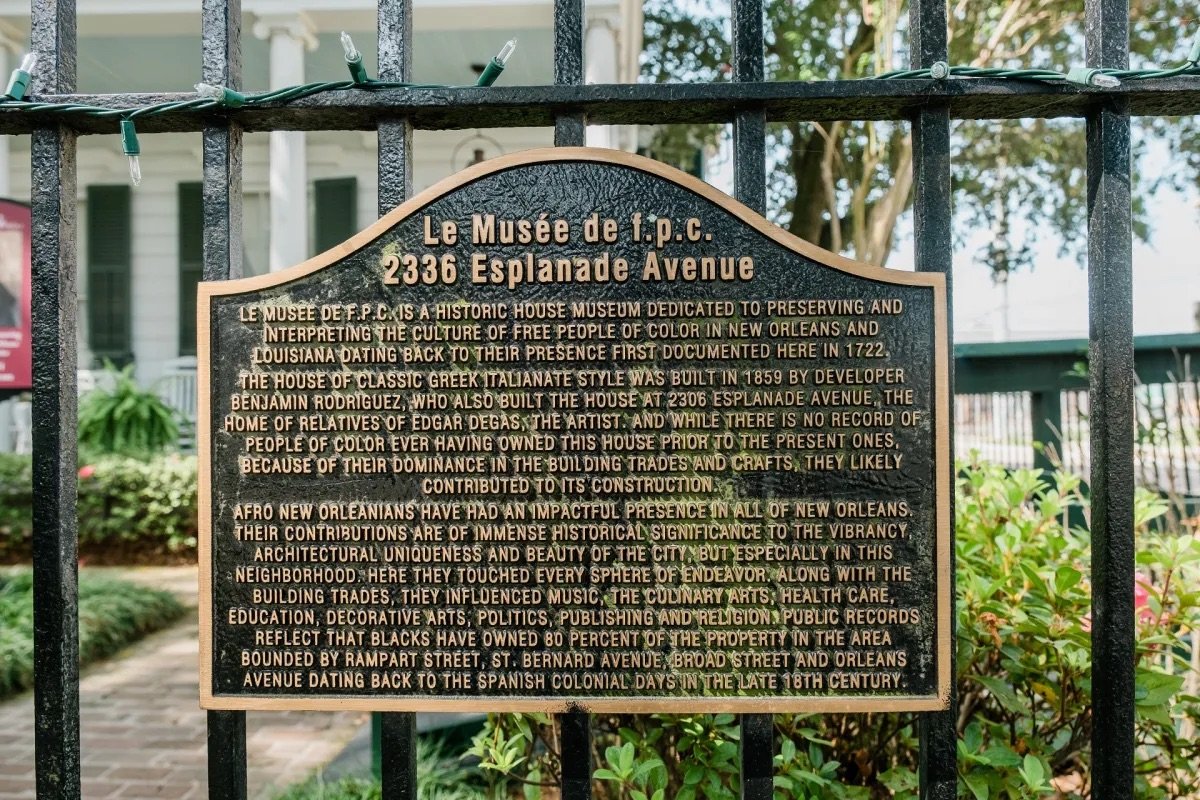 Le Musée de f.p.c.
2336 Esplanade Avenue
LE MUSEE DE F.P.C. IS A HISTORIC HOUSE MUSEUM DEDICATED TO PRESERVING AND
INTERPRETING THE CULTURE OF FREE PEOPLE OF COLOR IN NEW ORLEANS AND
LOUISIANA DATING BACK TO THEIR PRESENCE FIRST DOCUMENTED HERE IN 1722.
THE HOUSE OF CLASSIC GREEK ITALIANATE STYLE WAS BUILT IN 1859 BY DEVELOPER
BENJAMIN RODRIGUEZ, WHO ALSO BUILT THE HOUSE AT 2306 ESPLANADE AVENUE, THE
HOME OF RELATIVES OF EDGAR DEGAS, THE ARTIST. AND WHILE THERE IS NO RECORD OF
PEOPLE OF COLOR EVER HAVING OWNED THIS HOUSE PRIOR TO THE PRESENT ONES,
BECAUSE OF THEIR DOMINANCE IN THE BUILDING TRADES AND CRAFTS, THEY LIKELY
CONTRIBUTED TO ITS CONSTRUCTION.
AFRO NEW ORLEANIANS HAVE HAD AN IMPACTFUL PRESENCE IN ALL OF NEW ORLEANS.
THEIR CONTRIBUTIONS ARE OF IMMENSE HISTORICAL SIGNIFICANCE TO THE VIBRANCY,
ARCHITECTURAL UNIQUENESS AND BEAUTY OF THE CITY, BUT ESPECIALLY IN THIS
NEIGHBORHOOD. HERE THEY TOUCHED EVERY SPHERE OF ENDEAVOR. ALONG WITH THE
BUILDING TRADES, THEY INFLUENCED MUSIC, THE CULINARY ARTS, HEALTH CARE,
EDUCATION, DECORATIVE ARTS, POLITICS, PUBLISHING AND RELIGION. PUBLIC RECORDS
REFLECT THAT BLACKS HAVE OWNED 80 PERCENT OF THE PROPERTY IN THE AREA
BOUNDED BY RAMPART STREET, ST. BERNARD AVENUE, BROAD STREET AND ORLEANS
AVENUE DATING BACK TO THE SPANISH COLONIAL DAYS IN THE LATE 18TH CENTURY.